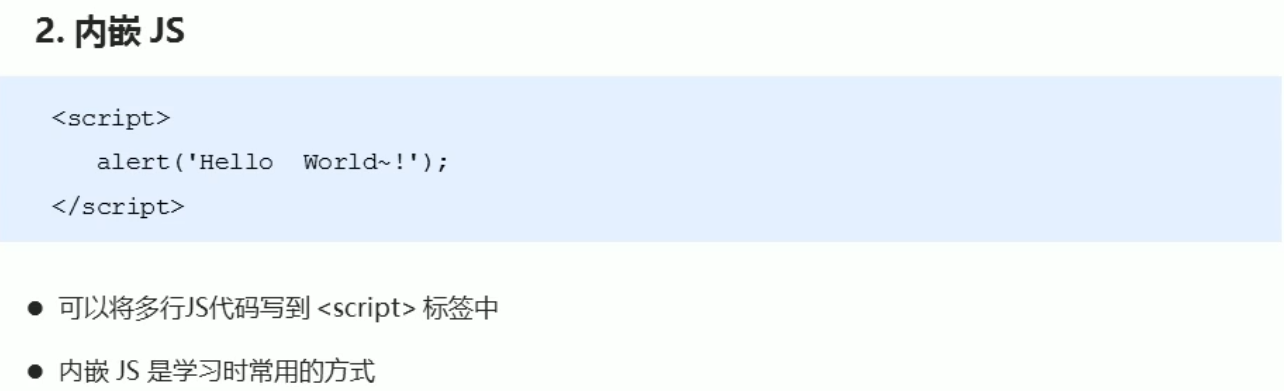 2. 内嵌 JS
<script>
alert('Hello  World~!');
</script>
● 可以将多行JS代码写到 <script> 标签中
● 内嵌 JS 是学习时常用的方式